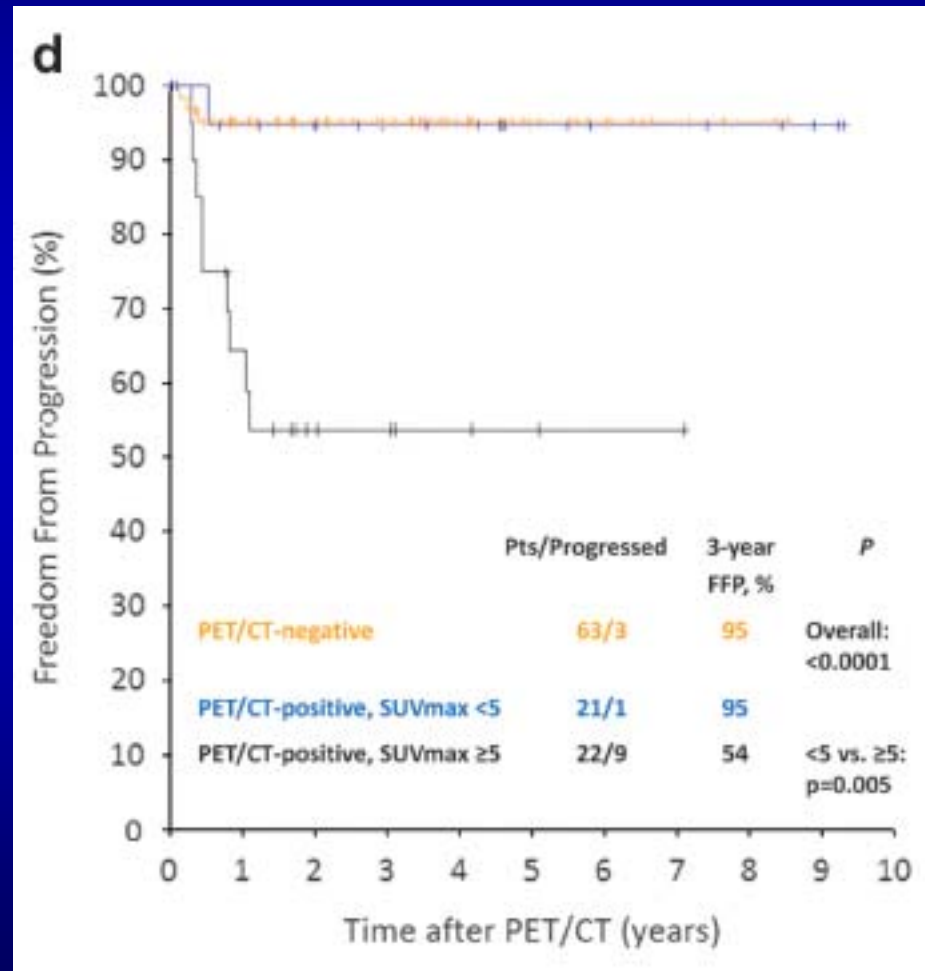 d
Freedom From Progression (%)
100
90
80
70
60
50
40
30
20
10
0
Pts/Progressed 3-year P
FFP, %
PET/CT-negative 63/3 95 Overall:
<0.0001
PET/CT-positive, SUVmax <5 21/1 95
PET/CT-positive, SUVmax ≥5 22/9 54 <5 vs. ≥5:
p=0.005
0 1 2 3 4 5 6 7 8 9 10
Time after PET/CT (years)